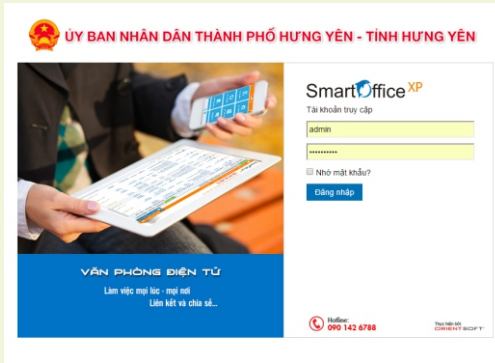 ỦY BAN NHÂN DÂN THÀNH PHỐ HƯNG YÊN - TỈNH HƯNG YÊN
SmartOffice XP
Tài khoản truy cập
admin
••••••••••
Nhớ mật khẩu?
Đăng nhập
VĂN PHÒNG ĐIỆN TỬ
Làm việc mọi lúc - mọi nơi
Liên kết và chia sẻ...
Hotline:
090 142 6788
ORIENTSOFT